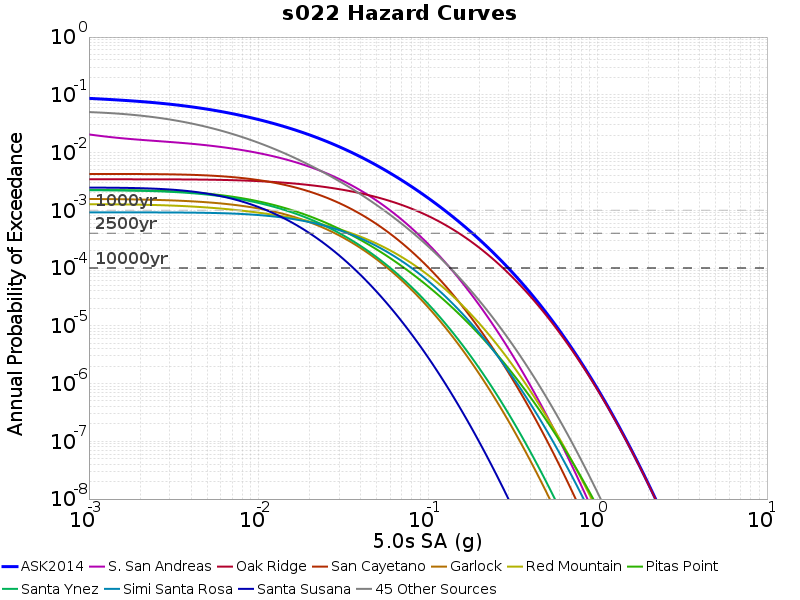 s022 Hazard Curves
Annual Probability of Exceedance
10^0
10^-1
10^-2
10^-3
10^-4
10^-5
10^-6
10^-7
10^-8
1000yr
2500yr
10000yr
10^-3 10^-2 10^-1 10^0 10^1
5.0s SA (g)
ASK2014 S. San Andreas Oak Ridge San Cayetano Garlock Red Mountain Pitas Point
Santa Ynez Simi Santa Rosa Santa Susana 45 Other Sources